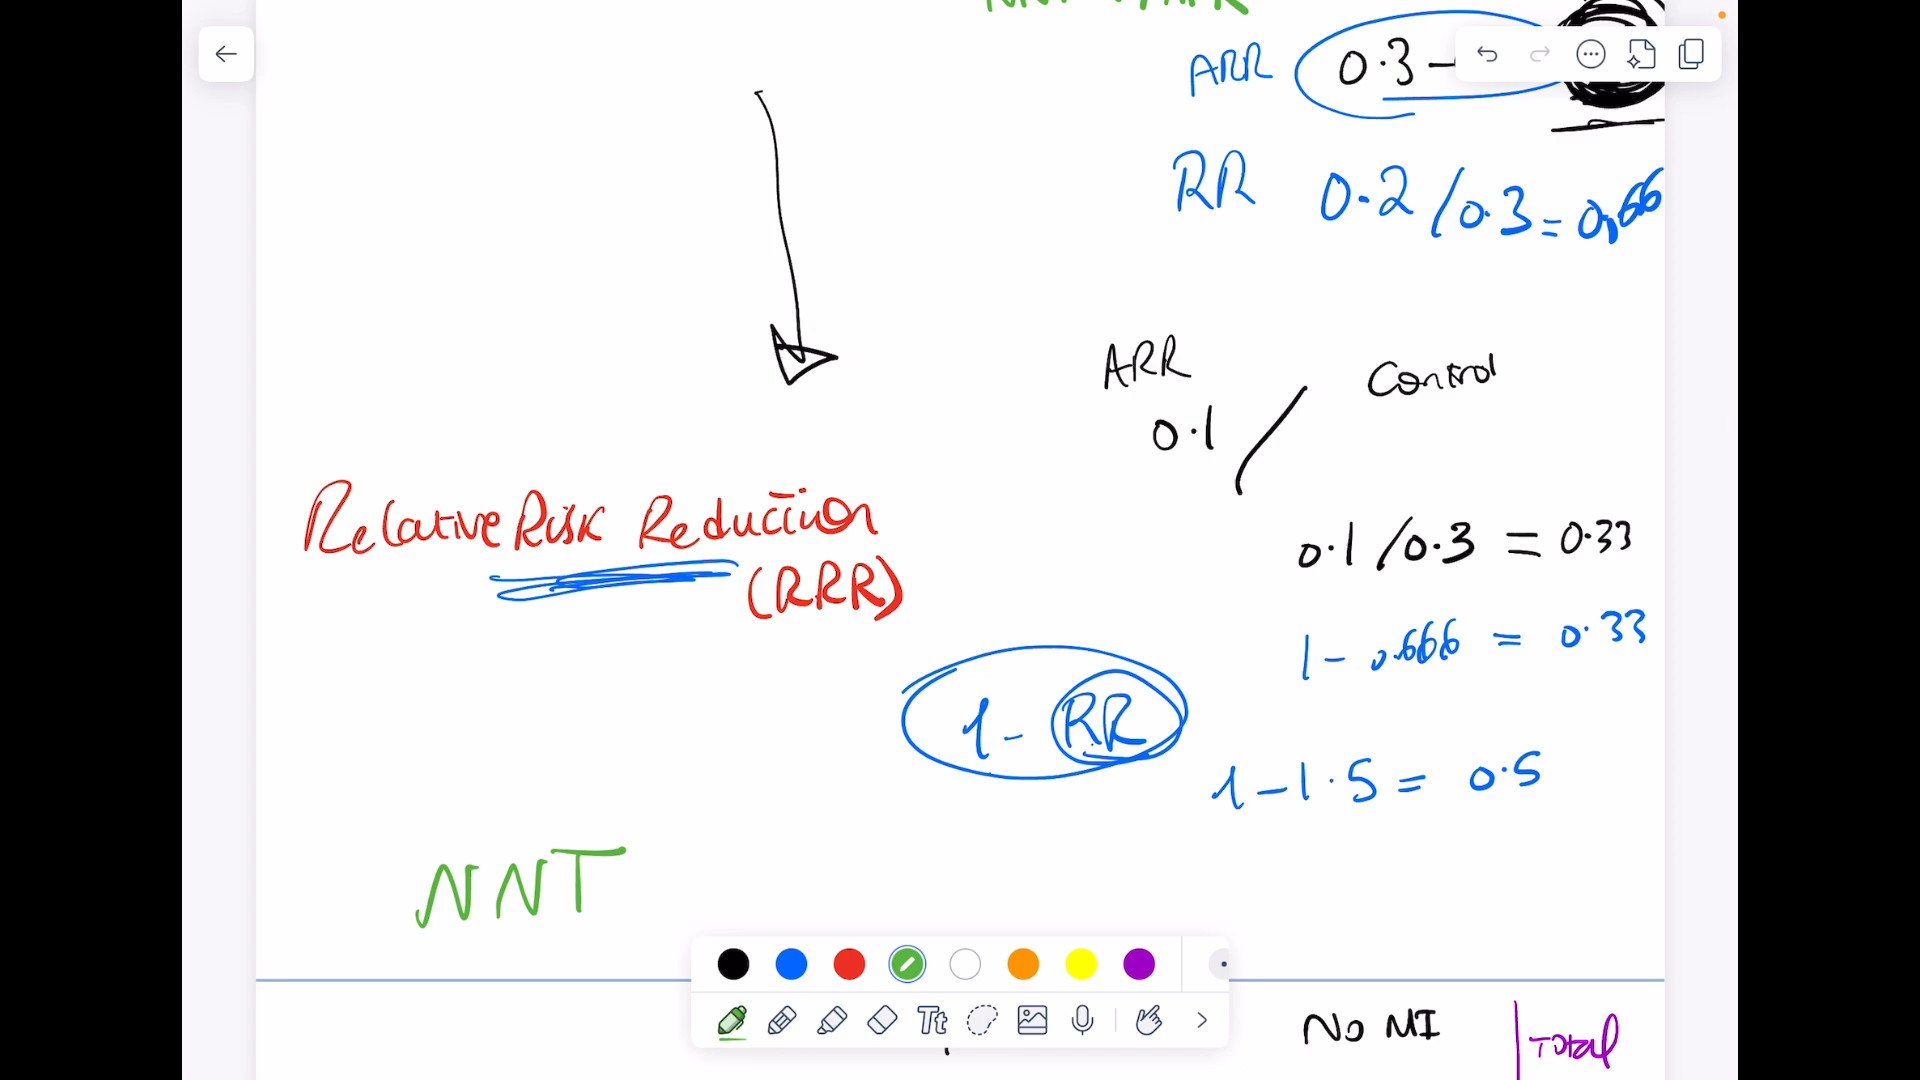 ARR 0.3 -
RR 0.2 / 0.3 = 0.66
ARR Control
0.1 /
Relative Risk Reduction
(RRR)
0.1 / 0.3 = 0.33
1 - 0.666 = 0.33
1 - RR
1 - 1.5 = 0.5
NNT
Tt
No MI Total